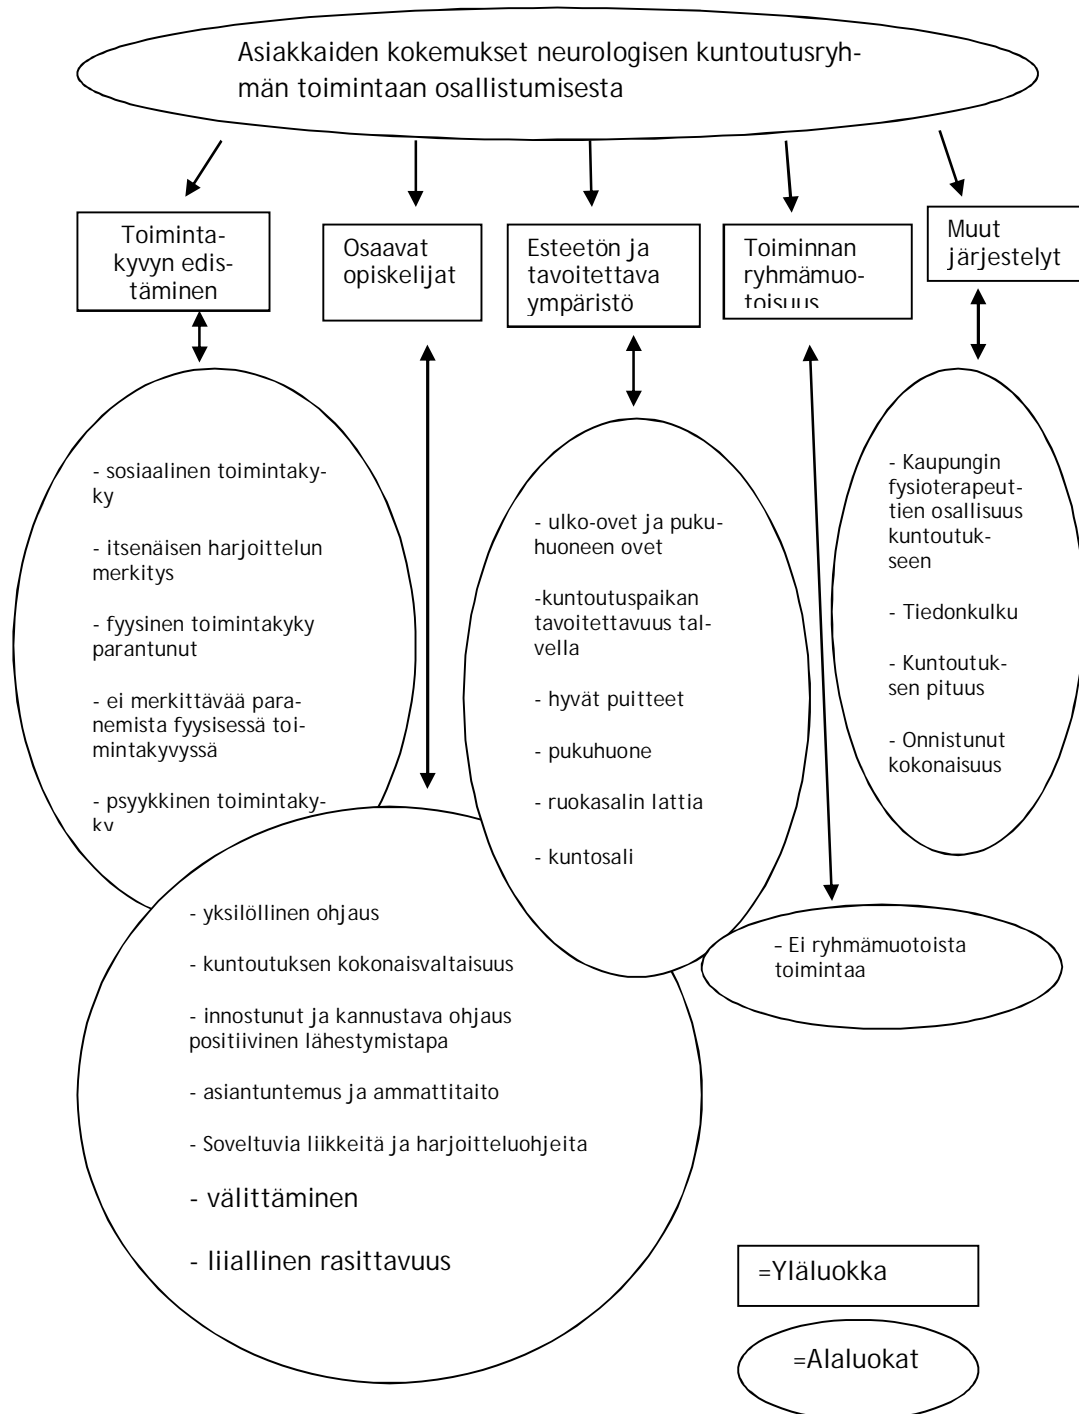 Asiakkaiden kokemukset neurologisen kuntoutusryh-
män toimintaan osallistumisesta
Toiminta-
kyvyn edis-
täminen
Osaavat
opiskelijat
Esteetön ja
tavoitettava
ympäristö
Toiminnan
ryhmämuo-
toisuus
Muut
järjestelyt
- sosiaalinen toimintaky-
ky
- itsenäisen harjoittelun
merkitys
- fyysinen toimintakyky
parantunut
- ei merkittävää para-
nemista fyysisessä toi-
mintakyvyssä
- psyykkinen toimintaky-
ky
- yksilöllinen ohjaus
- kuntoutuksen kokonaisvaltaisuus
- innostunut ja kannustava ohjaus
positiivinen lähestymistapa
- asiantuntemus ja ammattitaito
- Soveltuvia liikkeitä ja harjoitteluohjeita
- välittäminen
- liiallinen rasittavuus
- ulko-ovet ja puku-
huoneen ovet
-kuntoutuspaikan
tavoitettavuus tal-
vella
- hyvät puitteet
- pukuhuone
- ruokasalin lattia
- kuntosali
- Ei ryhmämuotoista
toimintaa
- Kaupungin
fysioterapeut-
tien osallisuus
kuntoutuk-
seen
- Tiedonkulku
- Kuntoutuk-
sen pituus
- Onnistunut
kokonaisuus
=Yläluokka
=Alaluokat